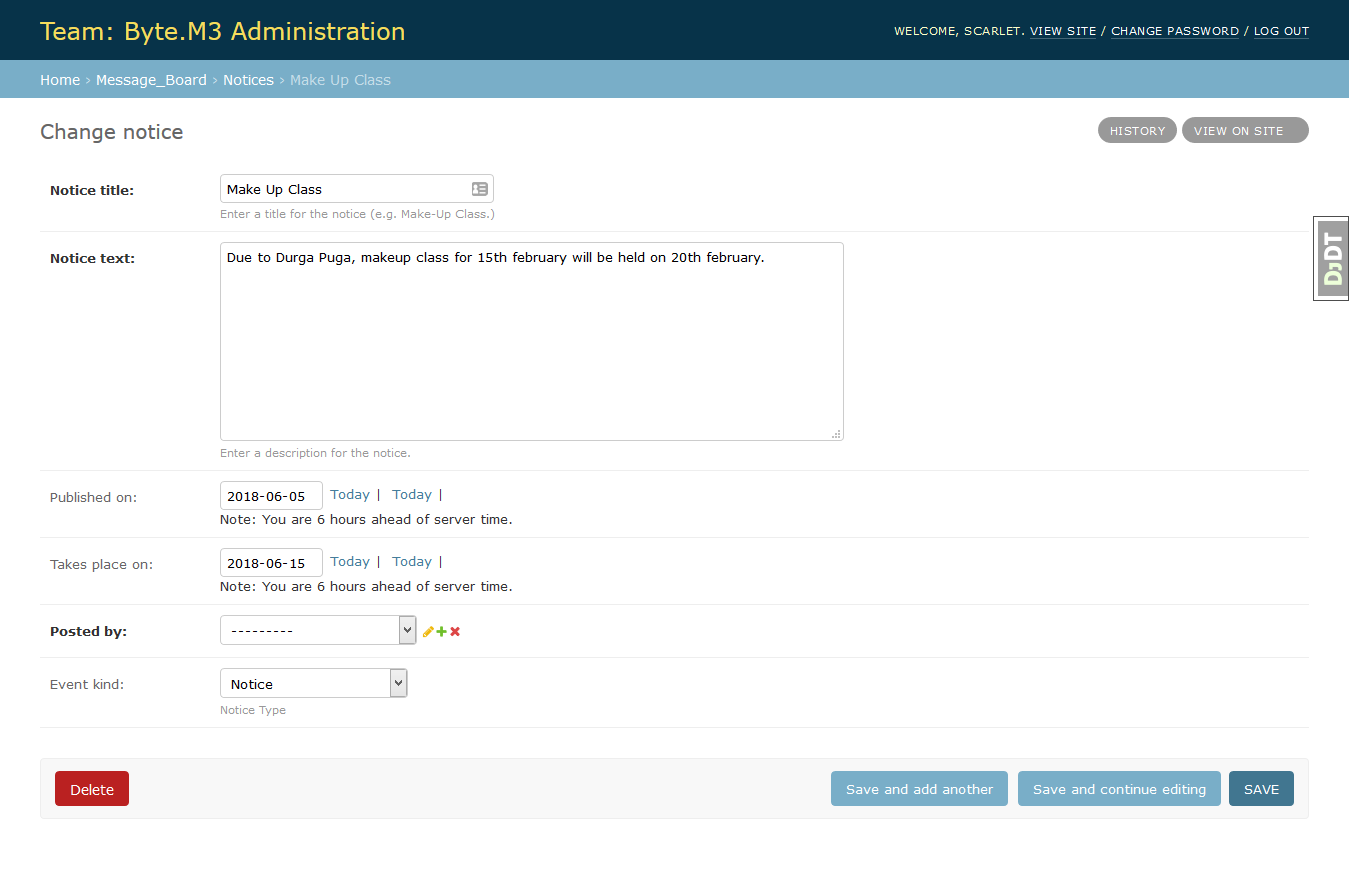 Team: Byte.M3 Administration
WELCOME, SCARLET. VIEW SITE / CHANGE PASSWORD / LOG OUT
Home › Message_Board › Notices › Make Up Class
Change notice
HISTORY
VIEW ON SITE
Notice title:
Make Up Class
Enter a title for the notice (e.g. Make-Up Class.)
DJDT
Notice text:
Due to Durga Puga, makeup class for 15th february will be held on 20th february.
Enter a description for the notice.
Published on:
2018-06-05 Today | Today |
Note: You are 6 hours ahead of server time.
Takes place on:
2018-06-15 Today | Today |
Note: You are 6 hours ahead of server time.
Posted by:
---------
Event kind:
Notice
Notice Type
Delete
Save and add another
Save and continue editing
SAVE